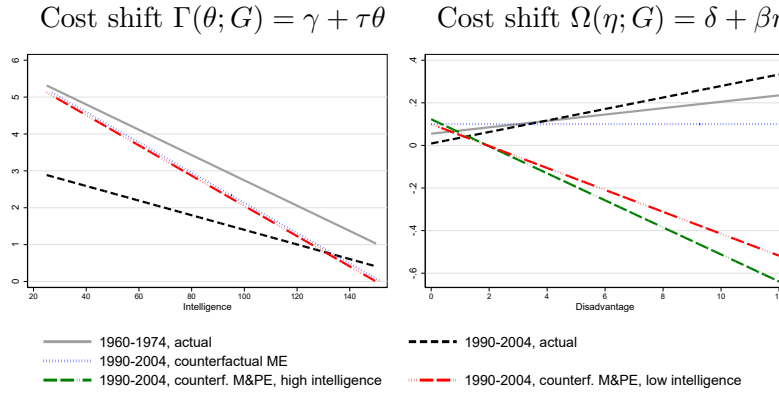 Cost shift Γ(θ; G) = γ + τθ
Cost shift Ω(η; G) = δ + βη
6
5
4
3
2
1
0
20 40 60 80 100 120 140
Intelligence
.4
.2
0
-.2
-.4
-.6
0 2 4 6 8 10 12
Disadvantage
1960-1974, actual
1990-2004, actual
1990-2004, counterfactual ME
1990-2004, counterf. M&PE, high intelligence
1990-2004, counterf. M&PE, low intelligence